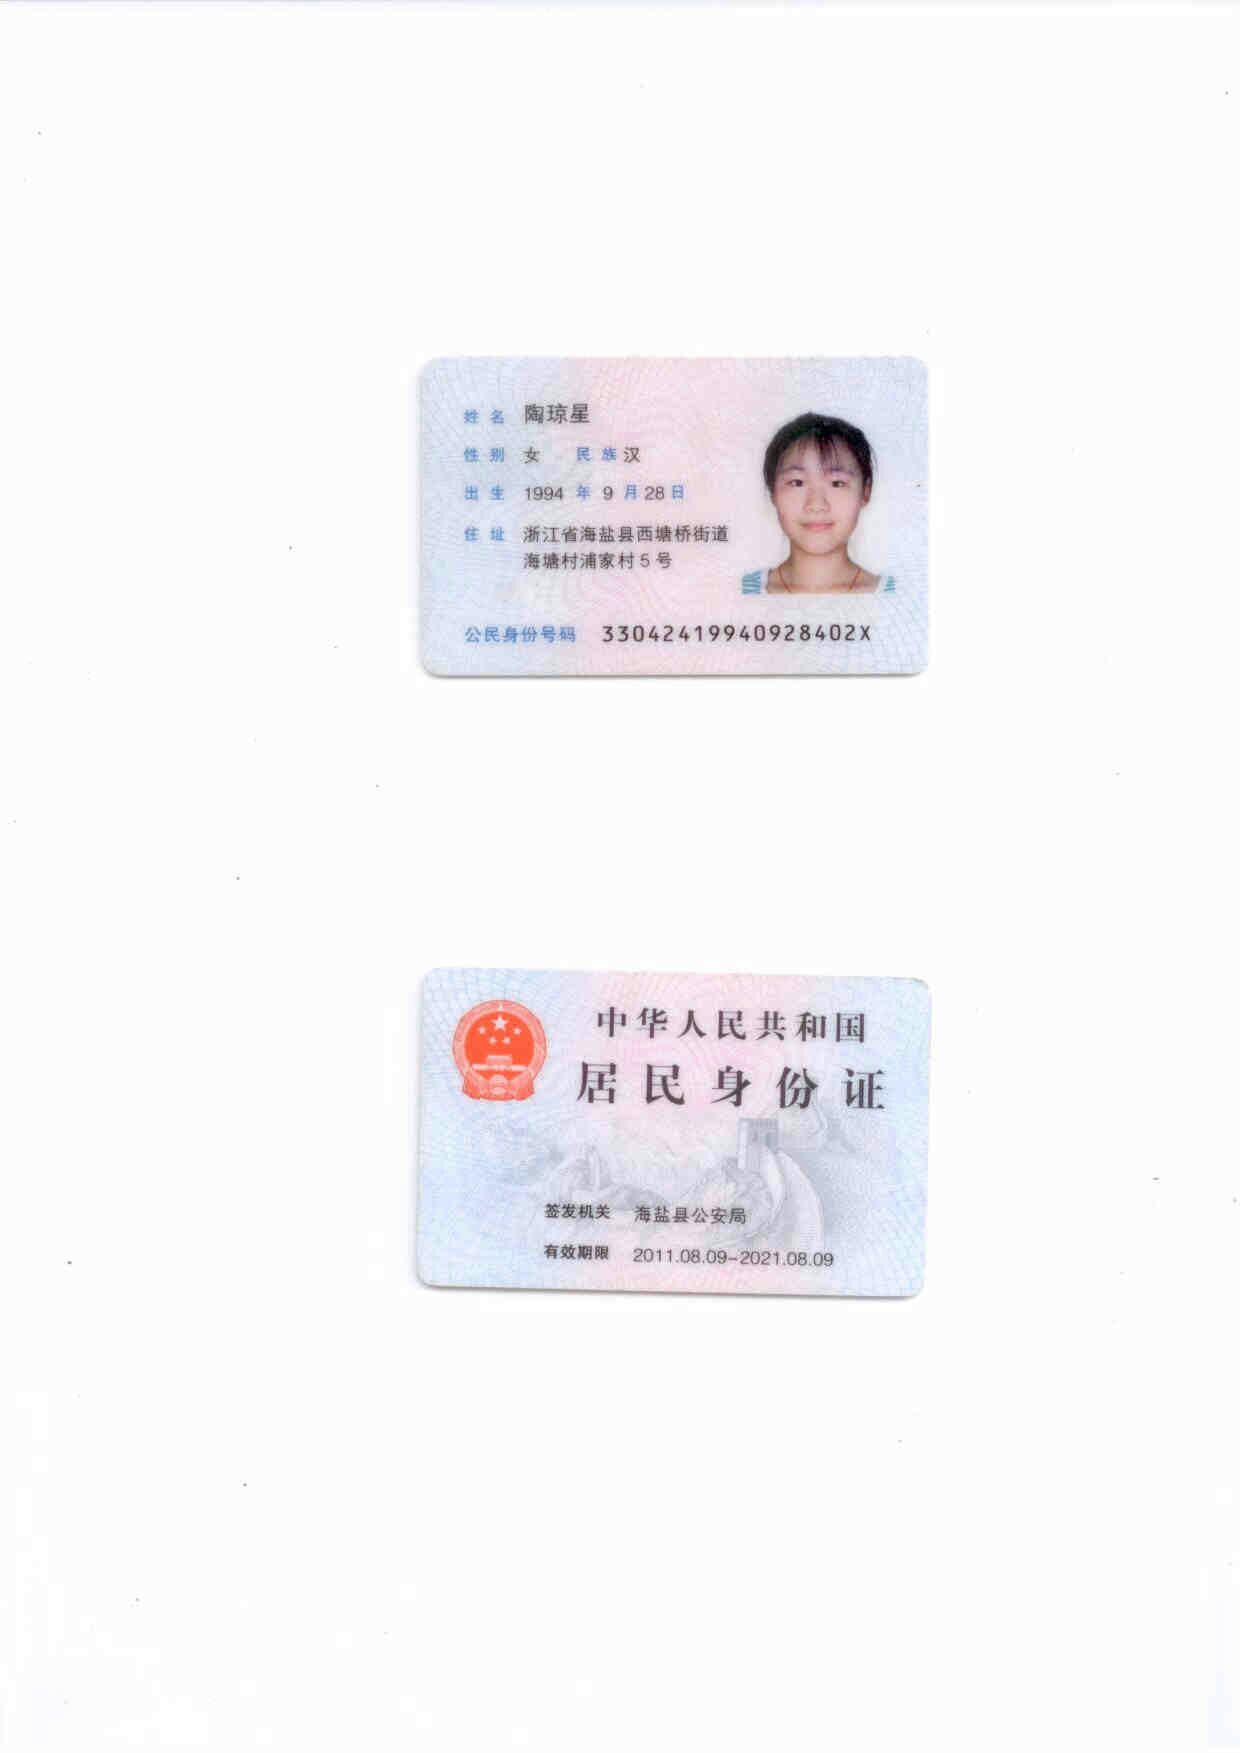 姓名 陶琼星
性别 女 民族 汉
出生 1994 年 9 月 28 日
住址 浙江省海盐县西塘桥街道
海塘村浦家村5号
公民身份号码 33042419940928402X
中华人民共和国
居民身份证
签发机关 海盐县公安局
有效期限 2011.08.09-2021.08.09